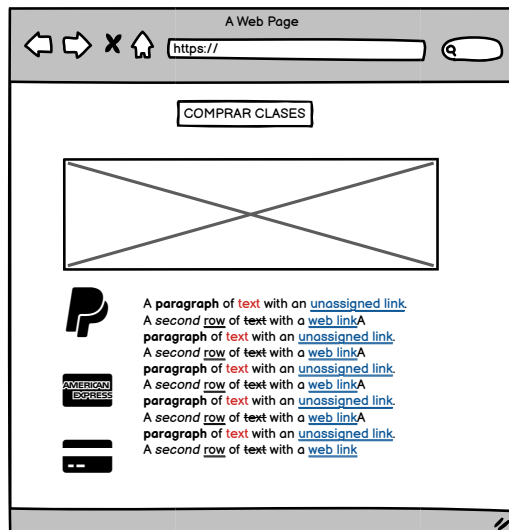 A Web Page
https://
COMPRAR CLASES
A paragraph of text with an unassigned link.
A second row of text with a web linkA
paragraph of text with an unassigned link.
A second row of text with a web linkA
paragraph of text with an unassigned link.
A second row of text with a web linkA
paragraph of text with an unassigned link.
A second row of text with a web linkA
paragraph of text with an unassigned link.
A second row of text with a web link
AMERICAN
EXPRESS